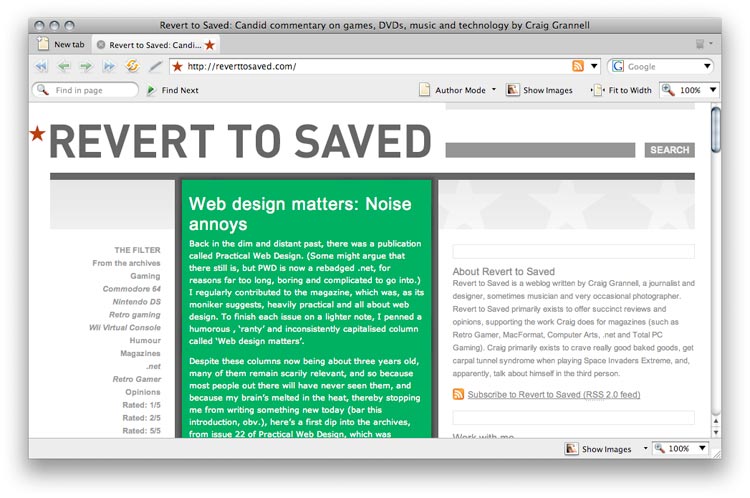 Revert to Saved: Candid commentary on games, DVDs, music and technology by Craig Grannell
New tab
Revert to Saved: Candi...
http://reverttosaved.com/
Google
Find in page
Find Next
Author Mode
Show Images
Fit to Width
100%
REVERT TO SAVED
SEARCH
THE FILTER
From the archives
Gaming
Commodore 64
Nintendo DS
Retro gaming
Wii Virtual Console
Humour
Magazines
.net
Retro Gamer
Opinions
Rated: 1/5
Rated: 2/5
Rated: 5/5
Web design matters: Noise
annoys
Back in the dim and distant past, there was a publication
called Practical Web Design. (Some might argue that
there still is, but PWD is now a rebadged .net, for
reasons far too long, boring and complicated to go into.)
I regularly contributed to the magazine, which was, as its
moniker suggests, heavily practical and all about web
design. To finish each issue on a lighter note, I penned a
humorous , ‘ranty’ and inconsistently capitalised column
called ‘Web design matters’.
Despite these columns now being about three years old,
many of them remain scarily relevant, and so because
most people out there will have never seen them, and
because my brain’s melted in the heat, thereby stopping
me from writing something new today (bar this
introduction, obv.), here’s a first dip into the archives,
from issue 22 of Practical Web Design, which was
About Revert to Saved
Revert to Saved is a weblog written by Craig Grannell, a journalist and
designer, sometimes musician and very occasional photographer.
Revert to Saved primarily exists to offer succinct reviews and
opinions, supporting the work Craig does for magazines (such as
Retro Gamer, MacFormat, Computer Arts, .net and Total PC
Gaming). Craig primarily exists to crave really good baked goods, get
carpal tunnel syndrome when playing Space Invaders Extreme, and,
apparently, talk about himself in the third person.
Subscribe to Revert to Saved (RSS 2.0 feed)
Work with me
Show Images
100%